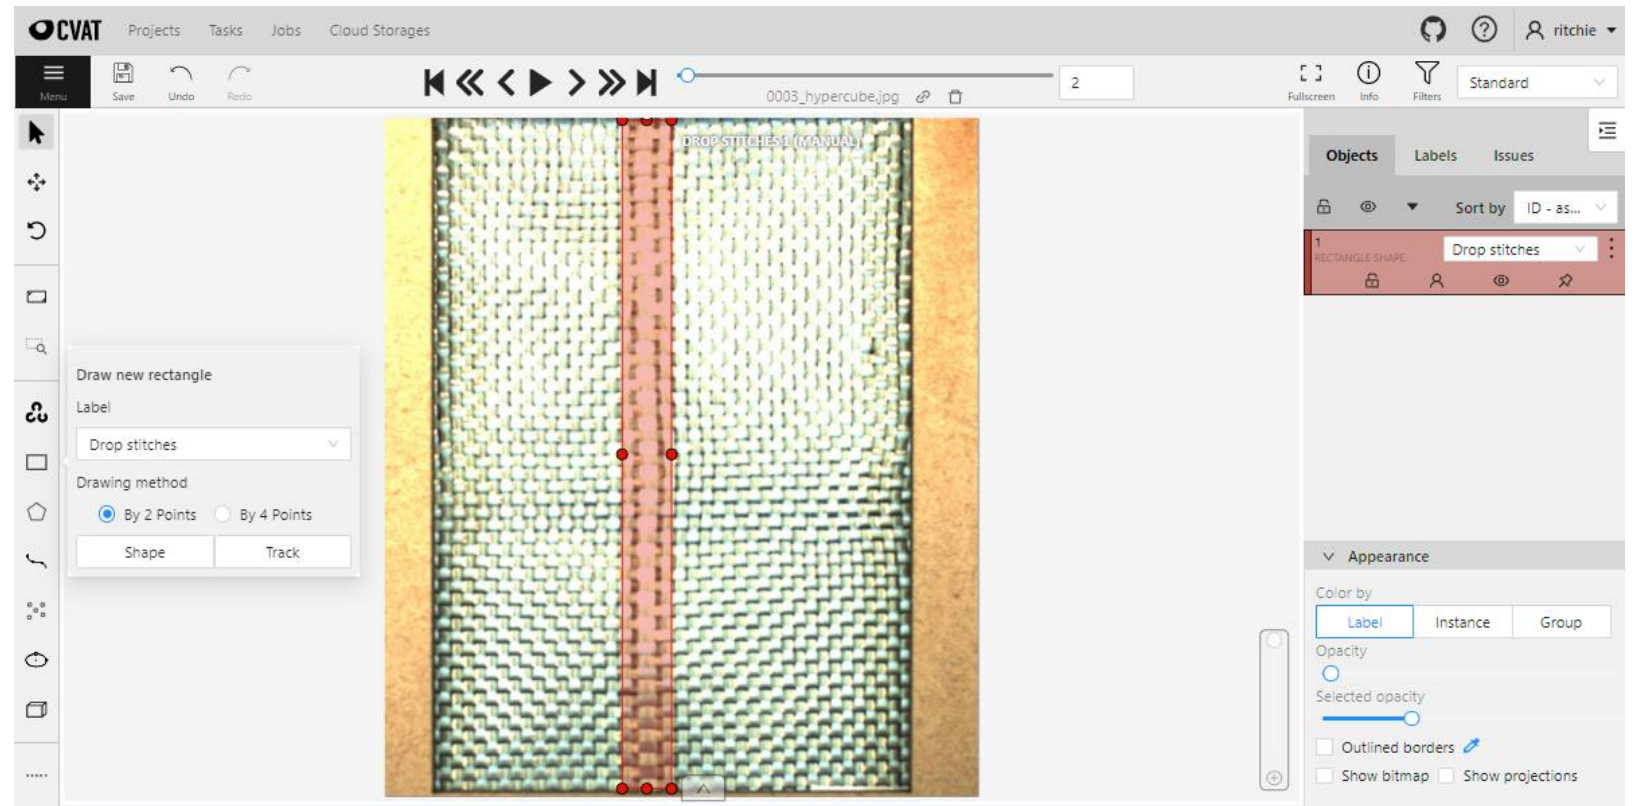 CVAT Projects Tasks Jobs Cloud Storages ritchie
Menu Save Undo Redo 0003_hypercube.jpg 2 Fullscreen Info Filters Standard
DROP STITCHES 1 (MANUAL)
Objects Labels Issues
Sort by ID - as...
1
RECTANGLE SHAPE
Drop stitches
Draw new rectangle
Label
Drop stitches
Drawing method
By 2 Points By 4 Points
Shape Track
Appearance
Color by
Label Instance Group
Opacity
Selected opacity
Outlined borders
Show bitmap Show projections